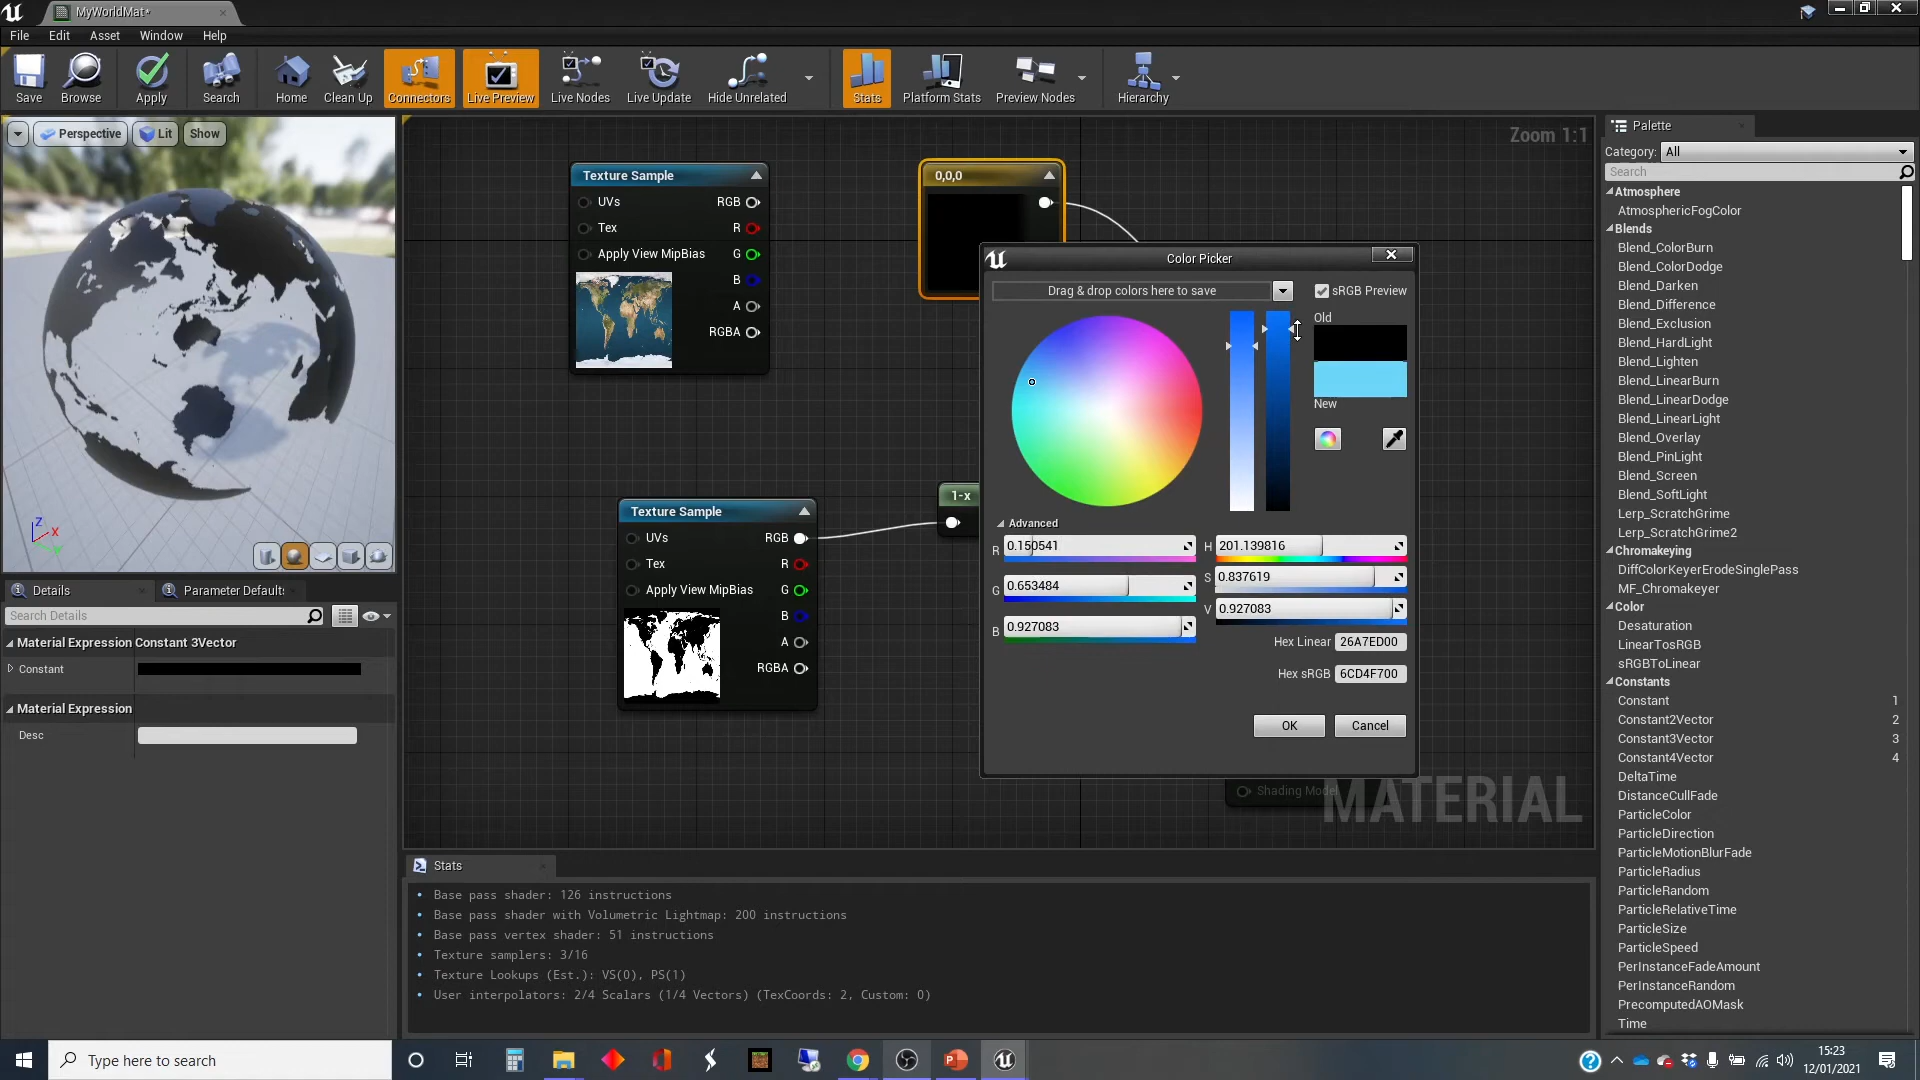 MyWorldMat*
File Edit Asset Window Help
Save Browse Apply Search Home Clean Up Connectors Live Preview Live Nodes Live Update Hide Unrelated Stats Platform Stats Preview Nodes Hierarchy
Perspective Lit Show
Z X
Details Parameter Default:
Search Details
Material Expression Constant 3Vector
Constant
Material Expression
Desc
Zoom 1:1
Texture Sample
UVs RGB
Tex R
Apply View MipBias G
B
A
RGBA
0,0,0
Texture Sample
UVs RGB
Tex R
Apply View MipBias G
B
A
RGBA
1-x
Shading Model
MATERIAL
Color Picker
Drag & drop colors here to save
sRGB Preview
Old
New
Advanced
R 0.150541 H 201.139816
G 0.653484 S 0.837619
B 0.927083 V 0.927083
Hex Linear 26A7ED00
Hex sRGB 6CD4F700
OK Cancel
Stats
• Base pass shader: 126 instructions
• Base pass shader with Volumetric Lightmap: 200 instructions
• Base pass vertex shader: 51 instructions
• Texture samplers: 3/16
• Texture Lookups (Est.): VS(0), PS(1)
• User interpolators: 2/4 Scalars (1/4 Vectors) (TexCoords: 2, Custom: 0)
Palette
Category: All
Search
Atmosphere
AtmosphericFogColor
Blends
Blend_ColorBurn
Blend_ColorDodge
Blend_Darken
Blend_Difference
Blend_Exclusion
Blend_HardLight
Blend_Lighten
Blend_LinearBurn
Blend_LinearDodge
Blend_LinearLight
Blend_Overlay
Blend_PinLight
Blend_Screen
Blend_SoftLight
Lerp_ScratchGrime
Lerp_ScratchGrime2
Chromakeying
DiffColorKeyerErodeSinglePass
MF_Chromakeyer
Color
Desaturation
LinearTosRGB
sRGBToLinear
Constants
Constant 1
Constant2Vector 2
Constant3Vector 3
Constant4Vector 4
DeltaTime
DistanceCullFade
ParticleColor
ParticleDirection
ParticleMotionBlurFade
ParticleRadius
ParticleRandom
ParticleRelativeTime
ParticleSize
ParticleSpeed
PerInstanceFadeAmount
PerInstanceRandom
PrecomputedAOMask
Time
Type here to search
15:23
12/01/2021